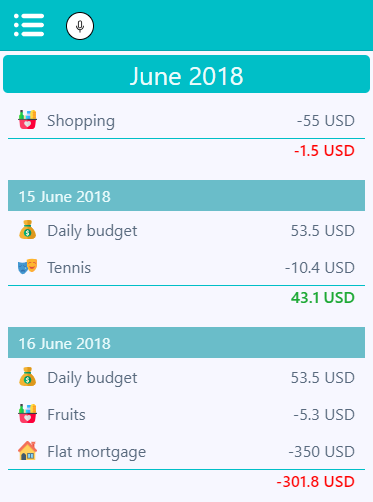 June 2018
Shopping -55 USD
-1.5 USD
15 June 2018
Daily budget 53.5 USD
Tennis -10.4 USD
43.1 USD
16 June 2018
Daily budget 53.5 USD
Fruits -5.3 USD
Flat mortgage -350 USD
-301.8 USD